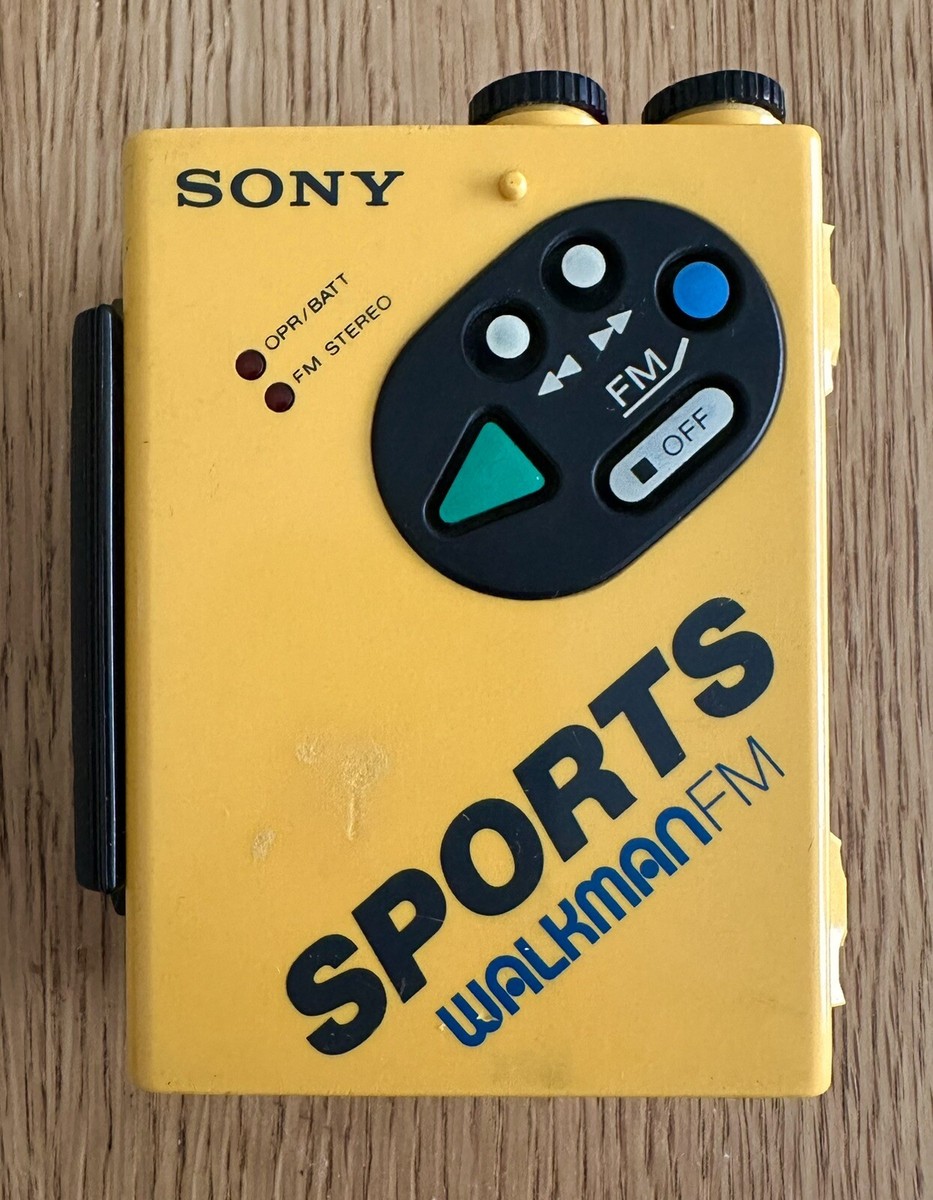 SONY
OPR/BATT
FM STEREO
FM
OFF
SPORTS
WALKMAN FM